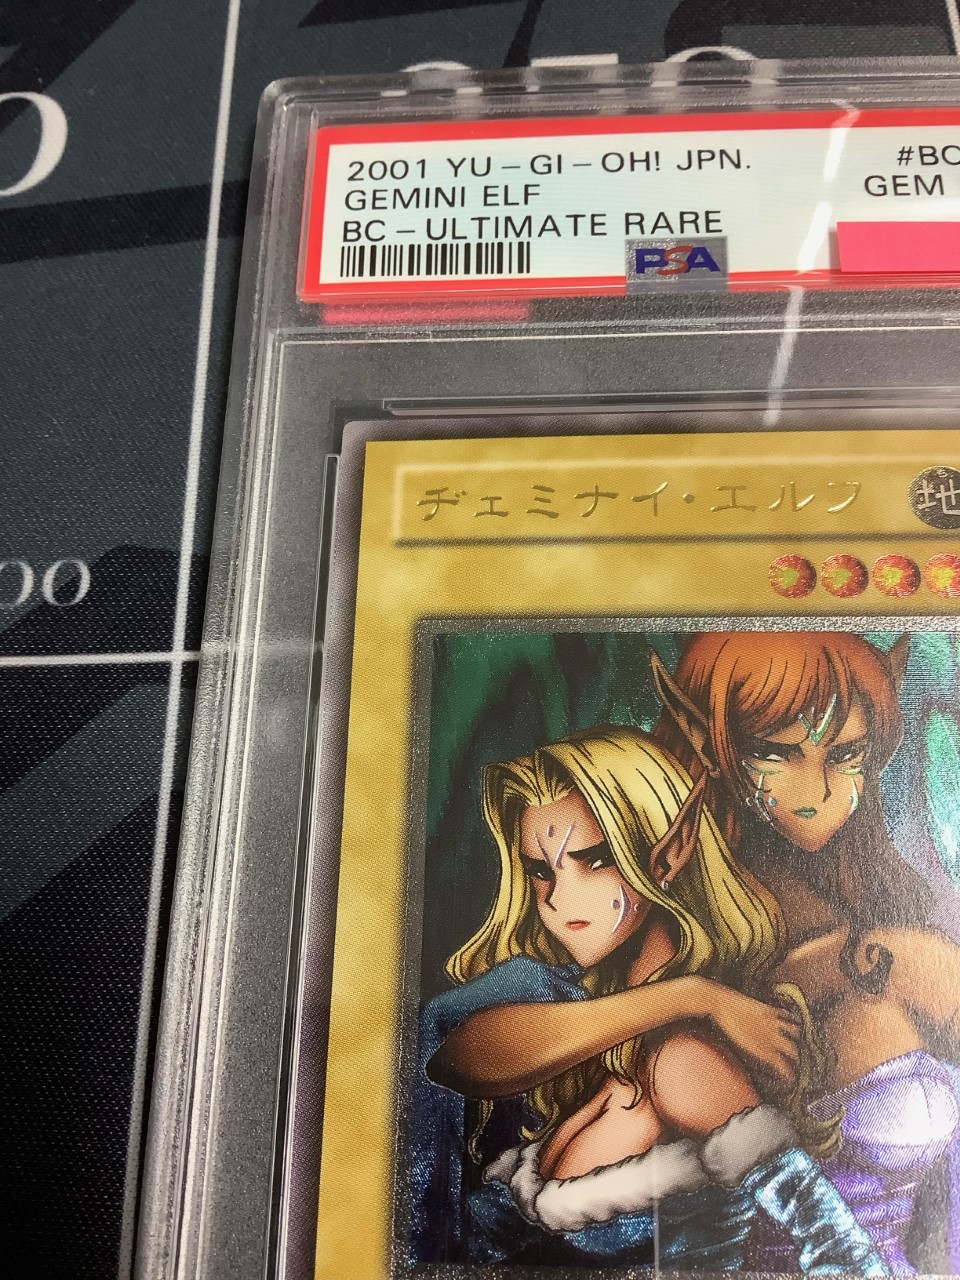 2001 YU-GI-OH! JPN.
GEMINI ELF
BC-ULTIMATE RARE
#BC
GEM
PSA
ヂェミナイ・エルフ
地